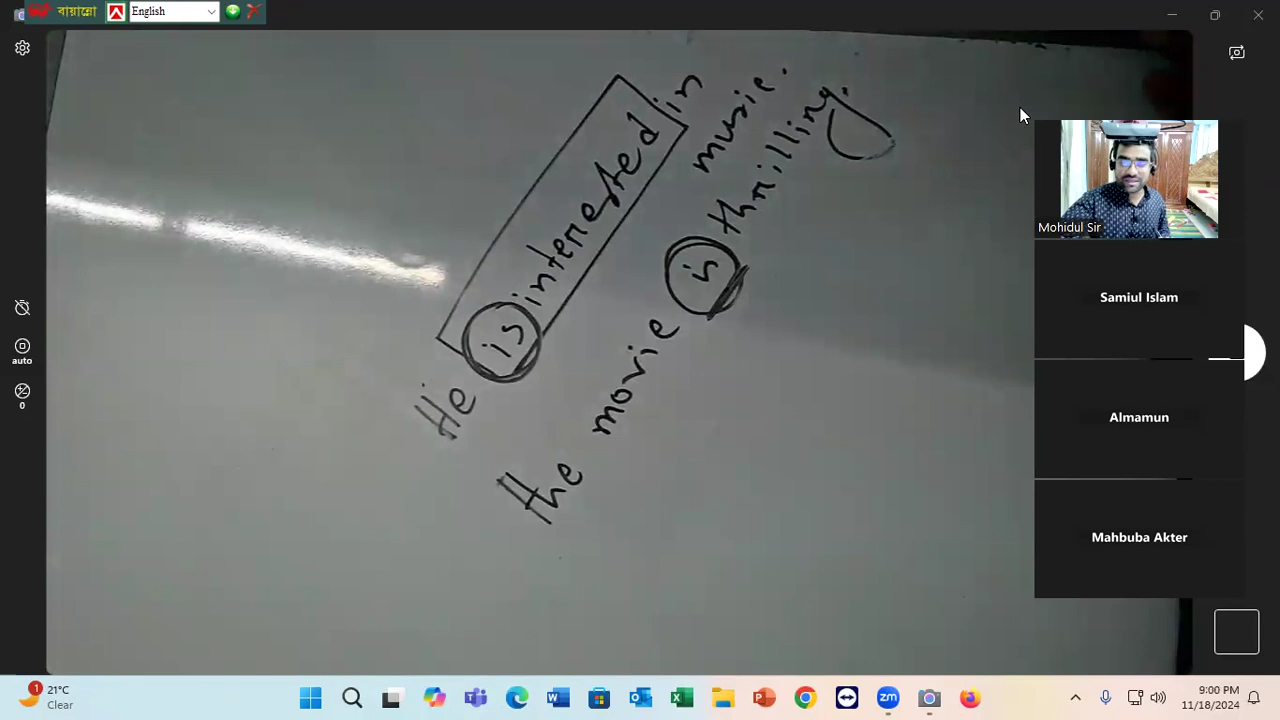 বায়ান্নো
English
He is interested in
music.
The movie is thrilling.
auto
0
Mohidul Sir
Samiul Islam
Almamun
Mahbuba Akter
1
21°C
Clear
9:00 PM
11/18/2024